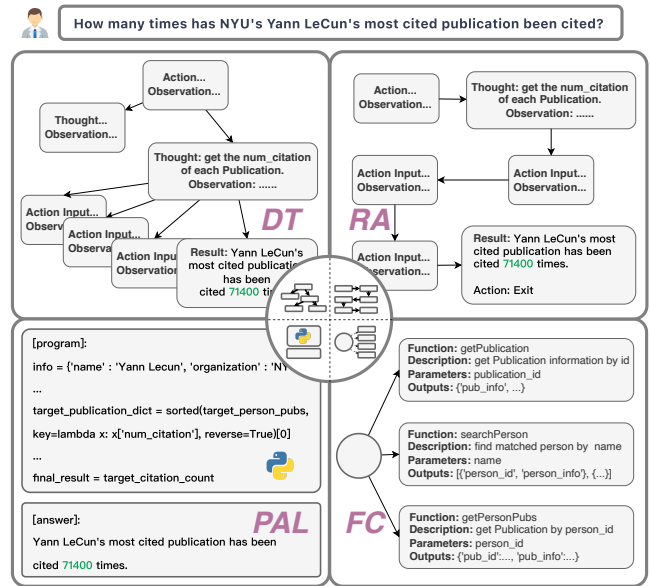 How many times has NYU's Yann LeCun's most cited publication been cited?
Action...
Observation...
Thought...
Observation...
Thought: get the num_citation
of each Publication.
Observation: ......
Action Input...
Observation...
Action Input...
Observa
Action Input
Observation
Result: Yann LeCun's
most cited publication
has been
cited 71400 tim
DT
Action...
Observation...
Thought: get the num_citation
of each Publication.
Observation: ......
Action Input...
Observation...
Action Input...
Observation...
RA
Action Input...
Observation...
Result: Yann LeCun's most
cited publication has been
cited 71400 times.
Action: Exit
[program]:
info = {'name' : 'Yann Lecun', 'organization' : 'NY
...
target_publication_dict = sorted(target_person_pubs,
key=lambda x: x['num_citation'], reverse=True)[0]
...
final_result = target_citation_count
[answer]:
Yann LeCun's most cited publication has been
cited 71400 times.
PAL
Function: getPublication
Description: get Publication information by id
Parameters: publication_id
Outputs: {'pub_info', ...}
Function: searchPerson
Description: find matched person by name
Parameters: name
Outputs: [{'person_id', 'person_info'}, {...}]
Function: getPersonPubs
Description: get Publication by person_id
Parameters: person_id
Outputs: {'pub_id':..., 'pub_info':...}
FC